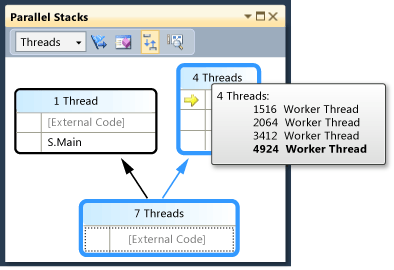 Parallel Stacks
Threads
1 Thread
[External Code]
S.Main
4 Threads
4 Threads:
1516 Worker Thread
2064 Worker Thread
3412 Worker Thread
4924 Worker Thread
7 Threads
[External Code]